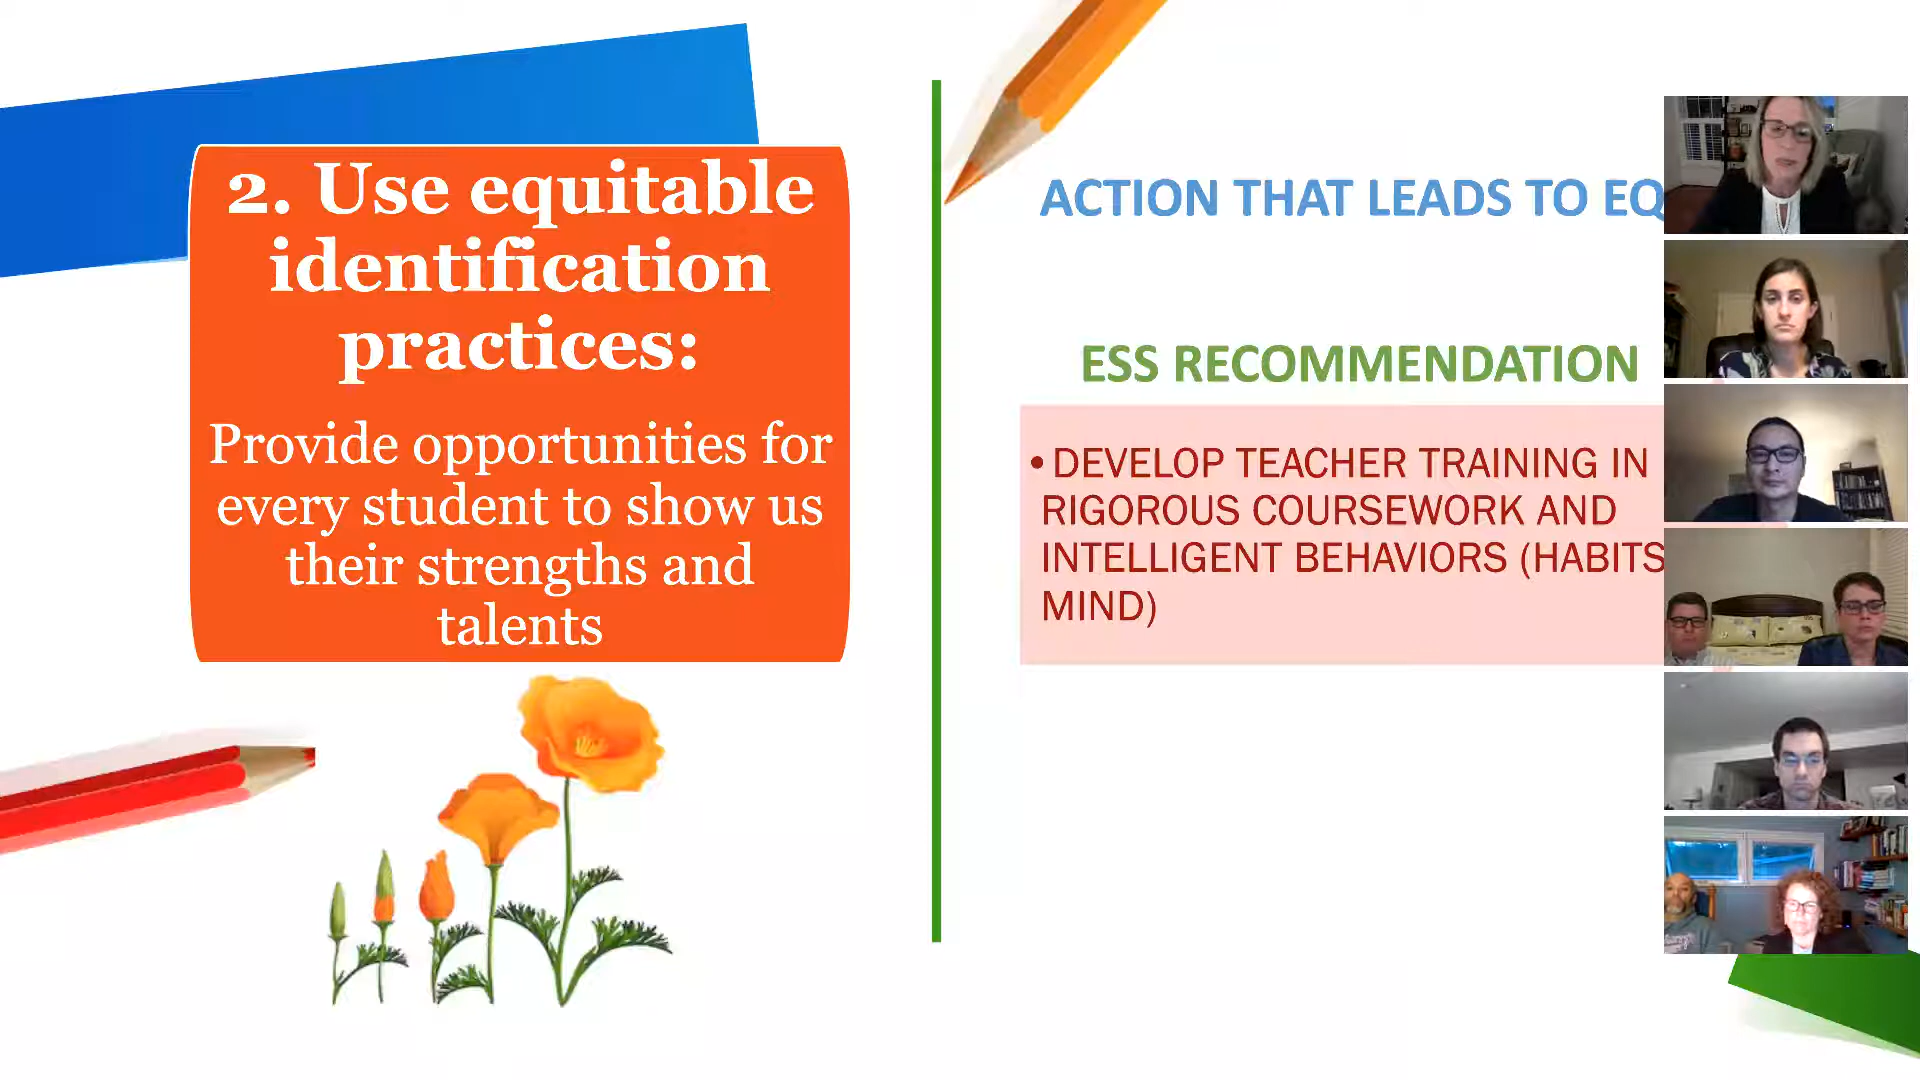 2. Use equitable
identification
practices:
Provide opportunities for
every student to show us
their strengths and
talents
ACTION THAT LEADS TO EQ
ESS RECOMMENDATION
• DEVELOP TEACHER TRAINING IN
RIGOROUS COURSEWORK AND
INTELLIGENT BEHAVIORS (HABITS
MIND)